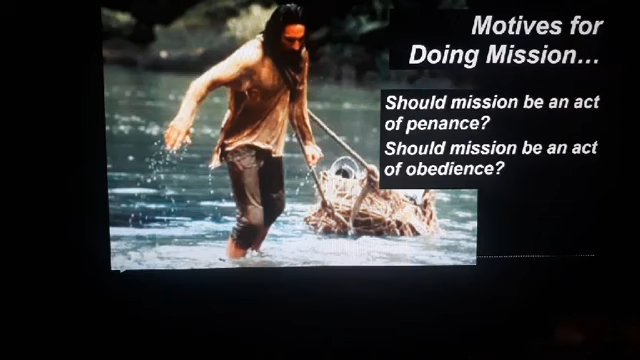 Motives for
Doing Mission...
Should mission be an act
of penance?
Should mission be an act
of obedience?